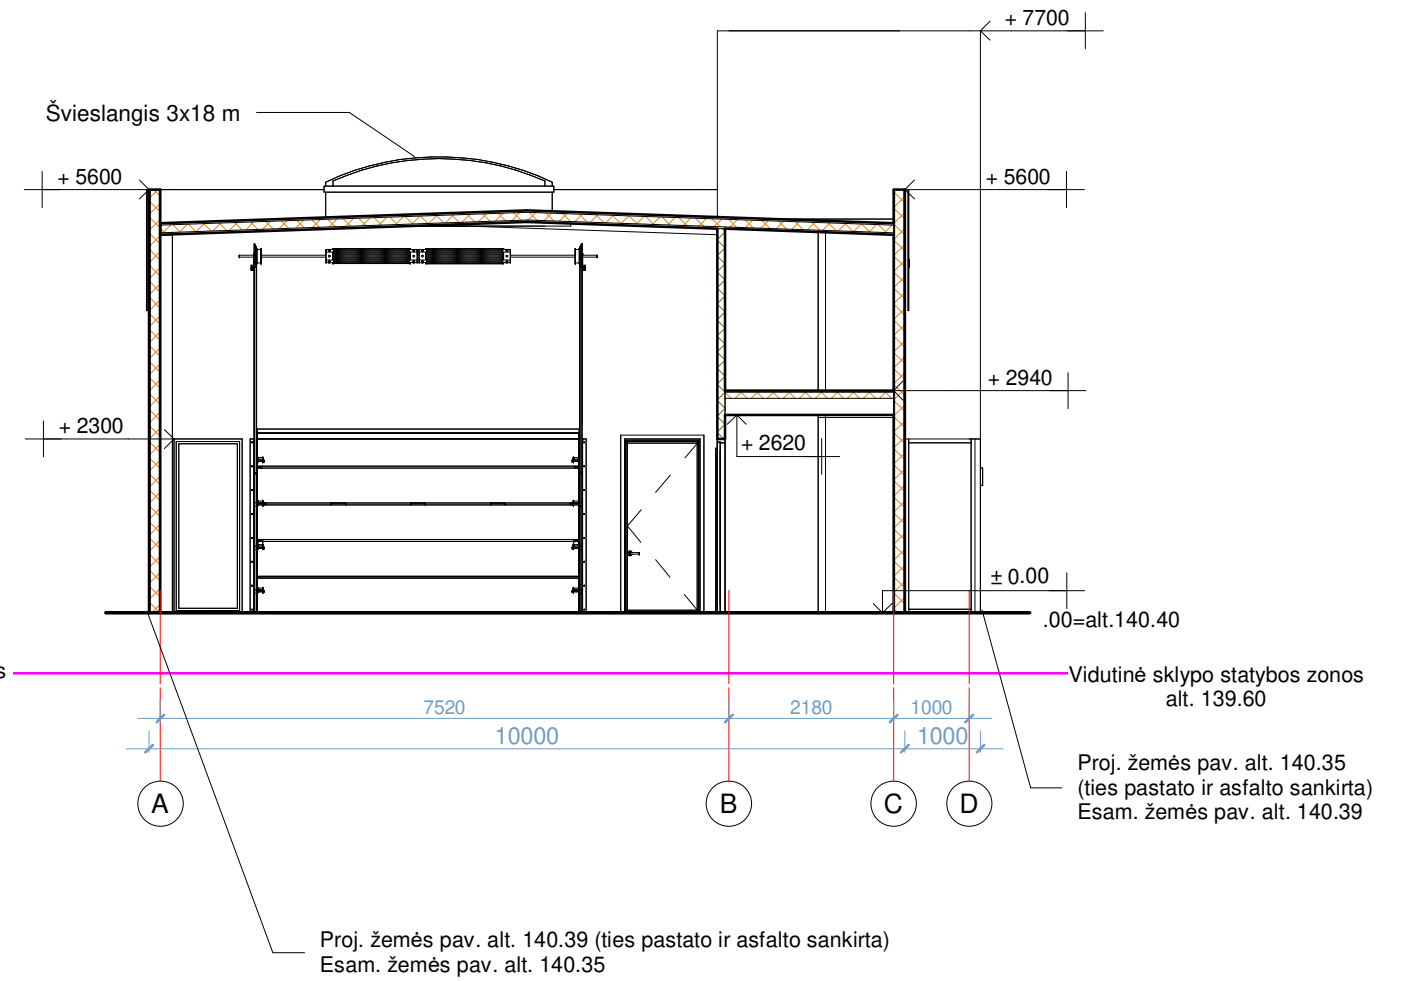 + 7700
Švieslangis 3x18 m
+ 5600
+ 5600
+ 2940
+ 2300
+ 2620
± 0.00
.00=alt.140.40
s
Vidutinė sklypo statybos zonos
alt. 139.60
7520 2180 1000
10000 1000
Proj. žemės pav. alt. 140.35
(ties pastato ir asfalto sankirta)
Esam. žemės pav. alt. 140.39
A B C D
Proj. žemės pav. alt. 140.39 (ties pastato ir asfalto sankirta)
Esam. žemės pav. alt. 140.35